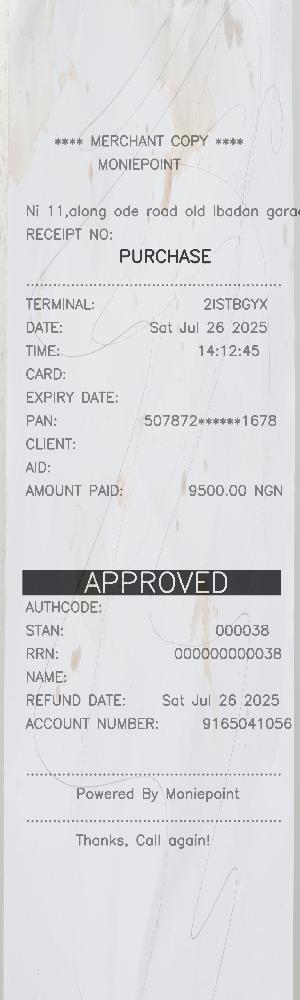 **** MERCHANT COPY ****
MONIEPOINT
Ni 11,along ode road old Ibadan
RECEIPT NO:
PURCHASE
TERMINAL: 2ISTBGYX
DATE: Sat Jul 26 2025
TIME: 14:12:45
CARD:
EXPIRY DATE:
PAN: 507872******1678
CLIENT:
AID:
AMOUNT PAID: 9500.00 NGN
APPROVED
AUTHCODE:
STAN: 000038
RRN: 000000000038
NAME:
REFUND DATE: Sat Jul 26 2025
ACCOUNT NUMBER: 9165041056
Powered By Moniepoint
Thanks, Call again!